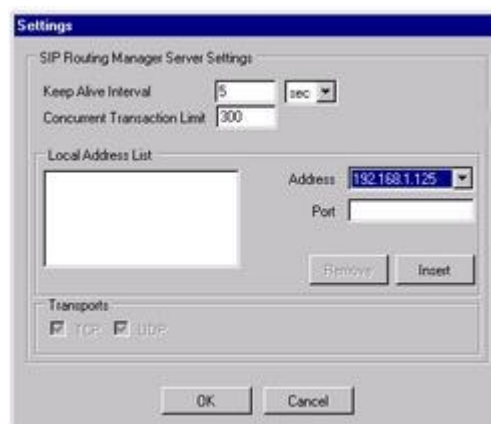 Settings
SIP Routing Manager Server Settings
Keep Alive Interval 5 sec
Concurrent Transaction Limit 300
Local Address List
Address 192.168.1.125
Port
Remove Insert
Transports
TCP UDP
OK Cancel